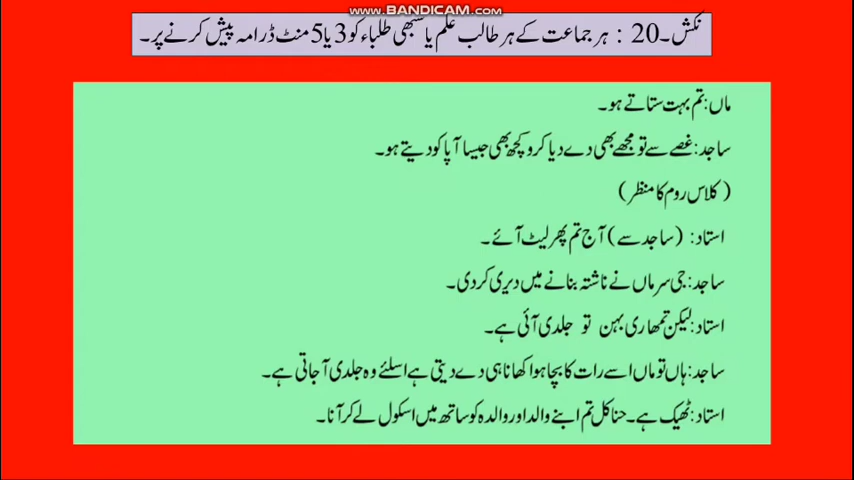 www.BANDICAM.com
نکش۔20 : ہر جماعت کے ہر طالب علم یا سبھی طلباء کو 3 یا 5 منٹ ڈرامہ پیش کرنے پر۔
ماں: تم بہت ستاتے ہو۔
ساجد: غصے سے تو مجھے بھی دے دیا کرو کچھ بھی جیسا آپا کو دیتے ہو۔
(کلاس روم کا منظر)
استاد: (ساجد سے) آج تم پھر لیٹ آئے۔
ساجد: جی سر ماں نے ناشتہ بنانے میں دیری کردی۔
استاد: لیکن تمھاری بہن تو جلدی آئی ہے۔
ساجد: ہاں تو ماں اسے رات کا بچا ہوا کھانا ہی دے دیتی ہے اسلئے وہ جلدی آجاتی ہے۔
استاد: ٹھیک ہے۔ حنا کل تم اپنے والد اور والدہ کو ساتھ میں اسکول لے کر آنا۔